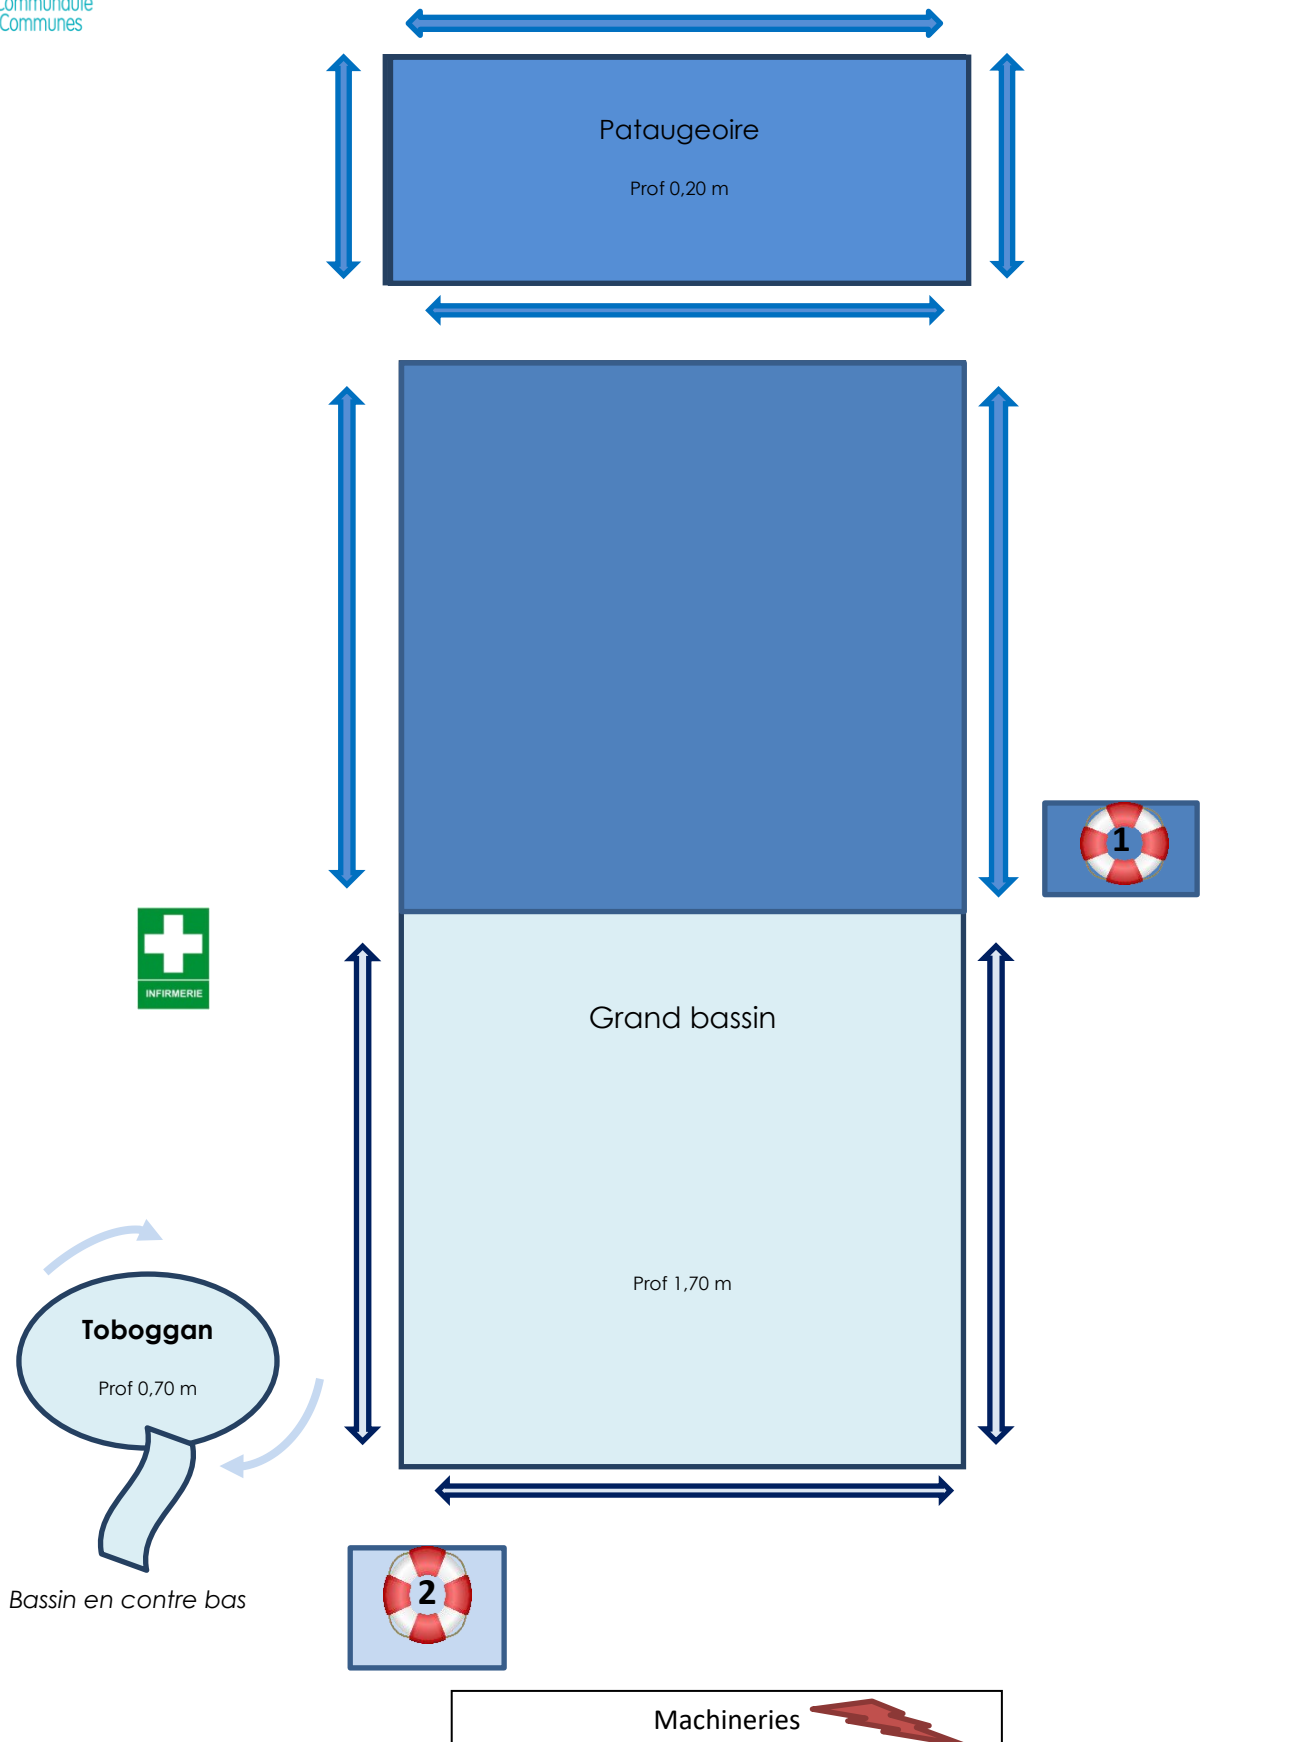 Communes
Pataugeoire
Prof 0,20 m
1
INFIRMERIE
Grand bassin
Prof 1,70 m
Toboggan
Prof 0,70 m
Bassin en contre bas
2
Machineries